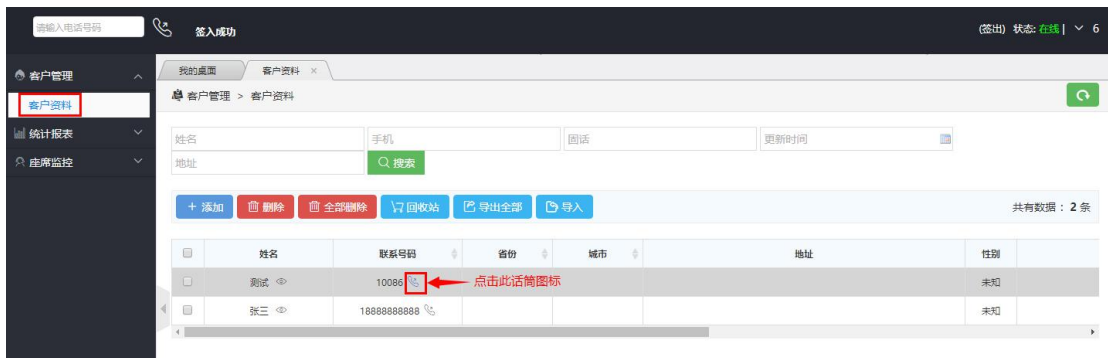 请输入电话号码
签入成功
(签出) 状态: 在线 | 6
客户管理
客户资料
统计报表
座席监控
我的桌面 客户资料 ×
客户管理 > 客户资料
姓名 手机 固话 更新时间
地址 搜索
+ 添加 删除 全部删除 回收站 导出全部 导入 共有数据：2 条
姓名 联系号码 省份 城市 地址 性别
测试 10086 点击此话筒图标 未知
张三 18888888888 未知